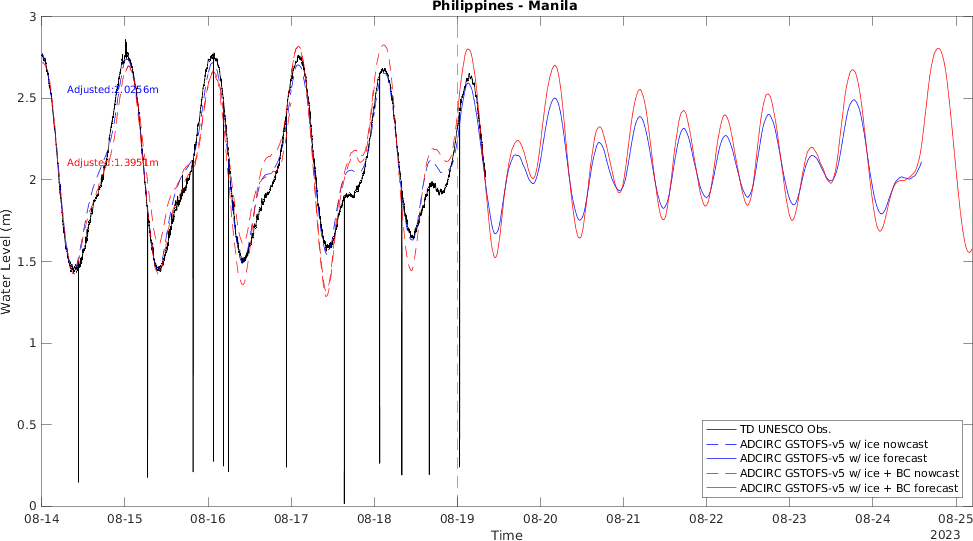 Philippines - Manila
3
2.5
2
1.5
1
0.5
0
Water Level (m)
Adjusted:2.0256m
Adjusted:1.3951m
TD UNESCO Obs.
ADCIRC GSTOFS-v5 w/ ice nowcast
ADCIRC GSTOFS-v5 w/ ice forecast
ADCIRC GSTOFS-v5 w/ ice + BC nowcast
ADCIRC GSTOFS-v5 w/ ice + BC forecast
08-14 08-15 08-16 08-17 08-18 08-19 08-20 08-21 08-22 08-23 08-24 08-25
Time
2023